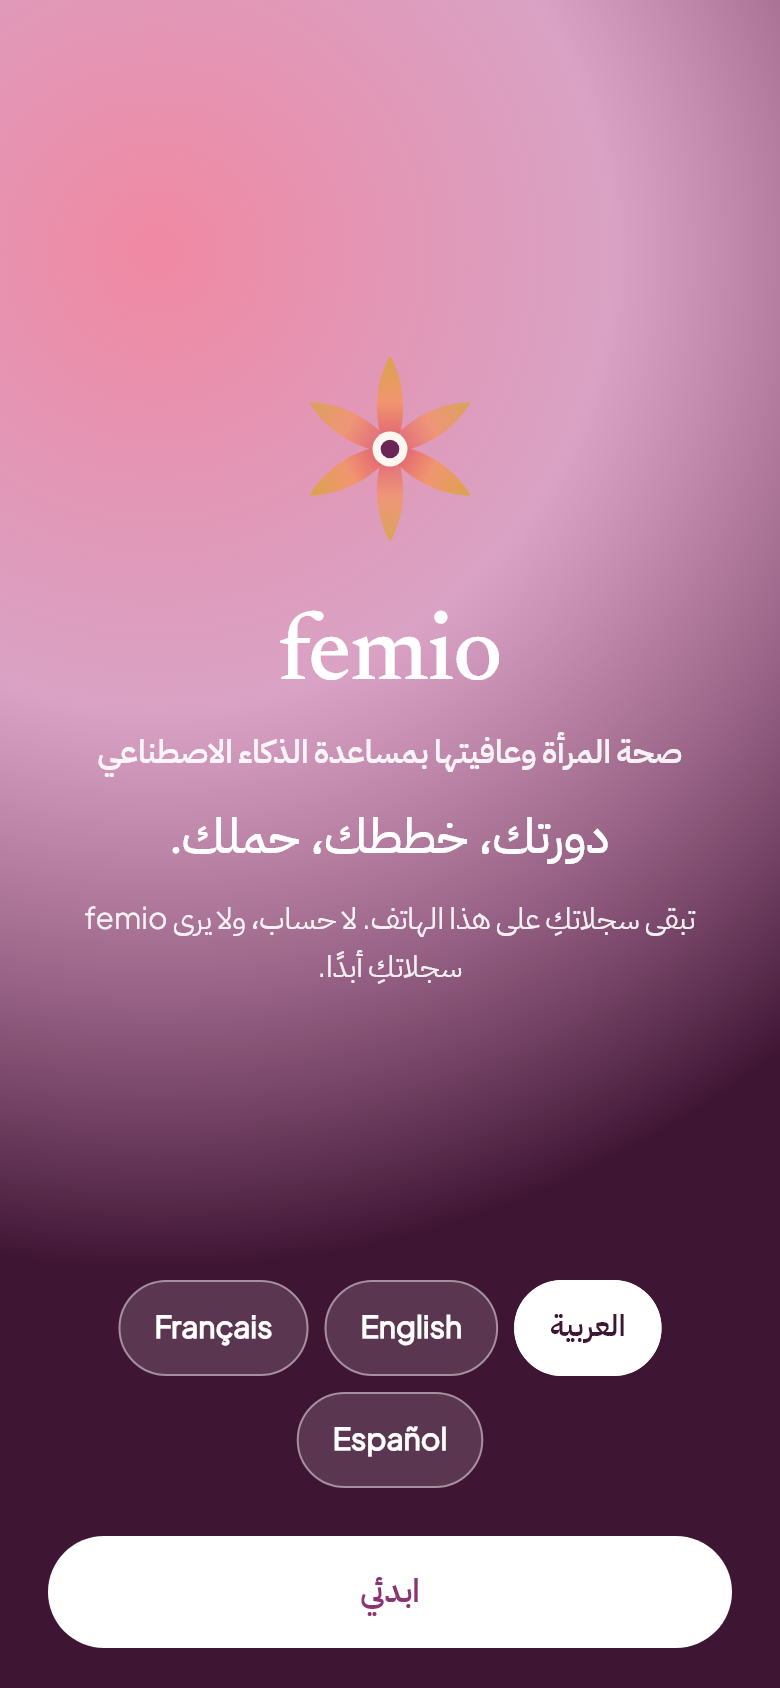 femio
صحة المرأة وعافيتها بمساعدة الذكاء الاصطناعي
دورتك، خططك، حملك.
تبقى سجلاتكِ على هذا الهاتف. لا حساب، ولا يرى femio
سجلاتكِ أبدًا.
العربية
English
Français
Español
ابدئي